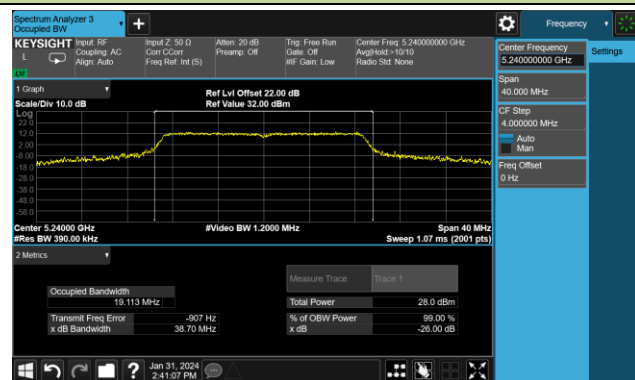 Spectrum Analyzer 3
Occupied BW
Frequency
KEYSIGHT
L
Input: RF
Coupling: AC
Align: Auto
Input Z: 50 Ω
Corr CCorr
Freq Ref: Int (S)
Atten: 20 dB
Preamp: Off
Trig: Free Run
Gate: Off
#IF Gain: Low
Center Freq: 5.240000000 GHz
Avg|Hold:>10/10
Radio Std: None
Center Frequency
5.240000000 GHz
Settings
Span
40.000 MHz
CF Step
4.000000 MHz
Auto
Man
Freq Offset
0 Hz
1 Graph
Scale/Div 10.0 dB
Ref Lvl Offset 22.00 dB
Ref Value 32.00 dBm
Log
22.0
12.0
2.00
-8.00
-18.0
-28.0
-38.0
-48.0
-58.0
Center 5.24000 GHz
#Video BW 1.2000 MHz
Span 40 MHz
#Res BW 390.00 kHz
Sweep 1.07 ms (2001 pts)
2 Metrics
Measure Trace
Trace 1
Occupied Bandwidth
19.113 MHz
Total Power
28.0 dBm
Transmit Freq Error
-907 Hz
% of OBW Power
99.00 %
x dB Bandwidth
38.70 MHz
x dB
-26.00 dB
?
Jan 31, 2024
2:41:07 PM